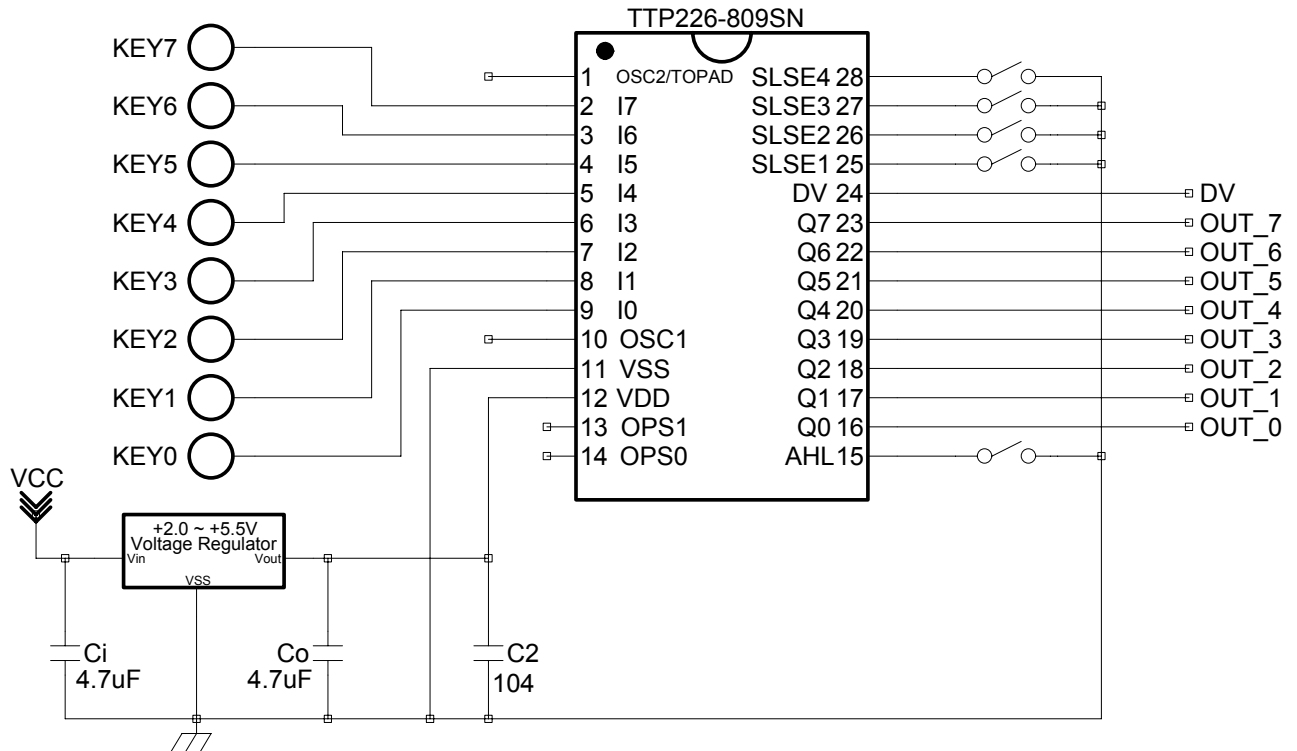 TTP226-809SN
KEY7
KEY6
KEY5
KEY4
KEY3
KEY2
KEY1
KEY0
1 OSC2/TOPAD
2 I7
3 I6
4 I5
5 I4
6 I3
7 I2
8 I1
9 I0
10 OSC1
11 VSS
12 VDD
13 OPS1
14 OPS0
SLSE4 28
SLSE3 27
SLSE2 26
SLSE1 25
DV 24
Q7 23
Q6 22
Q5 21
Q4 20
Q3 19
Q2 18
Q1 17
Q0 16
AHL 15
DV
OUT_7
OUT_6
OUT_5
OUT_4
OUT_3
OUT_2
OUT_1
OUT_0
VCC
+2.0 ~ +5.5V
Voltage Regulator
Vin
Vout
VSS
Ci
4.7uF
Co
4.7uF
C2
104